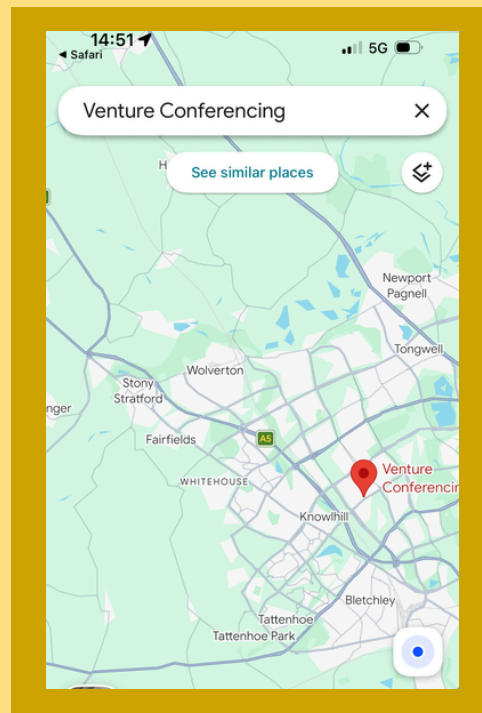 14:51
◀ Safari
5G
Venture Conferencing
See similar places
Newport
Pagnell
Tongwell
Wolverton
Stony
Stratford
nger
Fairfields
A5
WHITEHOUSE
Venture
Conferencin
Knowlhill
Bletchley
Tattenhoe
Tattenhoe Park